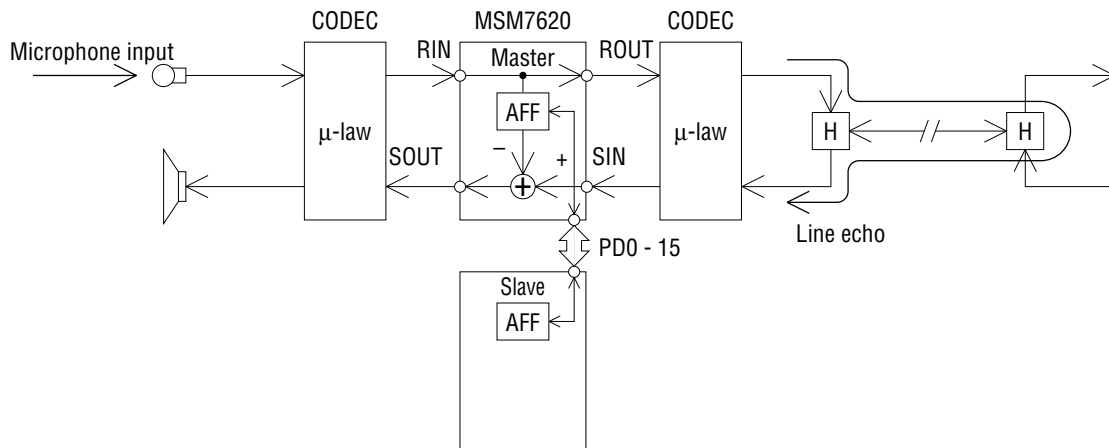 CODEC
MSM7620
CODEC
Microphone input
RIN
Master
ROUT
AFF
μ-law
μ-law
H
H
SOUT
−
+
SIN
+
Line echo
PD0 - 15
Slave
AFF